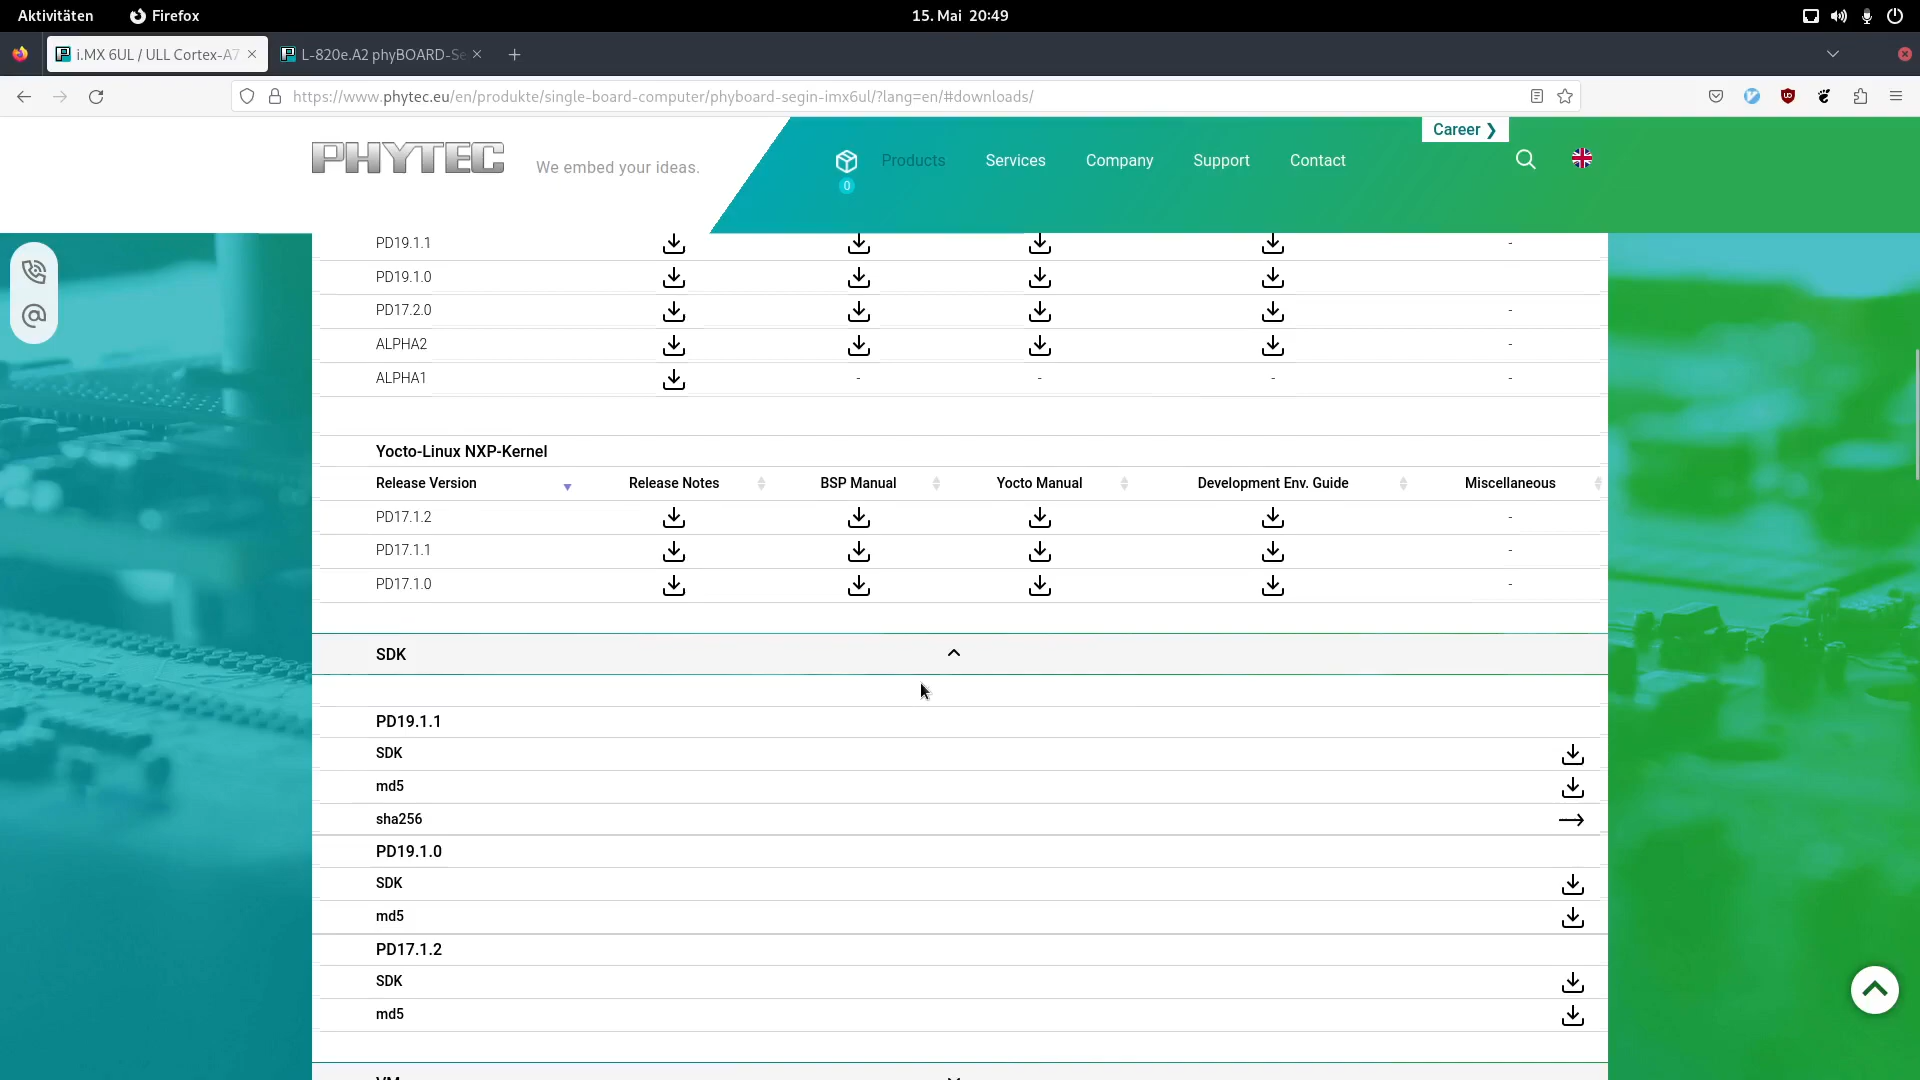 Aktivitäten Firefox 15. Mai 20:49
i.MX 6UL / ULL Cortex-A7 L-820e.A2 phyBOARD-Se
https://www.phytec.eu/en/produkte/single-board-computer/phyboard-segin-imx6ul/?lang=en/#downloads/
Career ❯
PHYTEC We embed your ideas. Products Services Company Support Contact
0
PD19.1.1 -
PD19.1.0
PD17.2.0 -
ALPHA2 -
ALPHA1 - - - -
Yocto-Linux NXP-Kernel
Release Version Release Notes BSP Manual Yocto Manual Development Env. Guide Miscellaneous
PD17.1.2 -
PD17.1.1 -
PD17.1.0 -
SDK
PD19.1.1
SDK
md5
sha256
PD19.1.0
SDK
md5
PD17.1.2
SDK
md5
VM